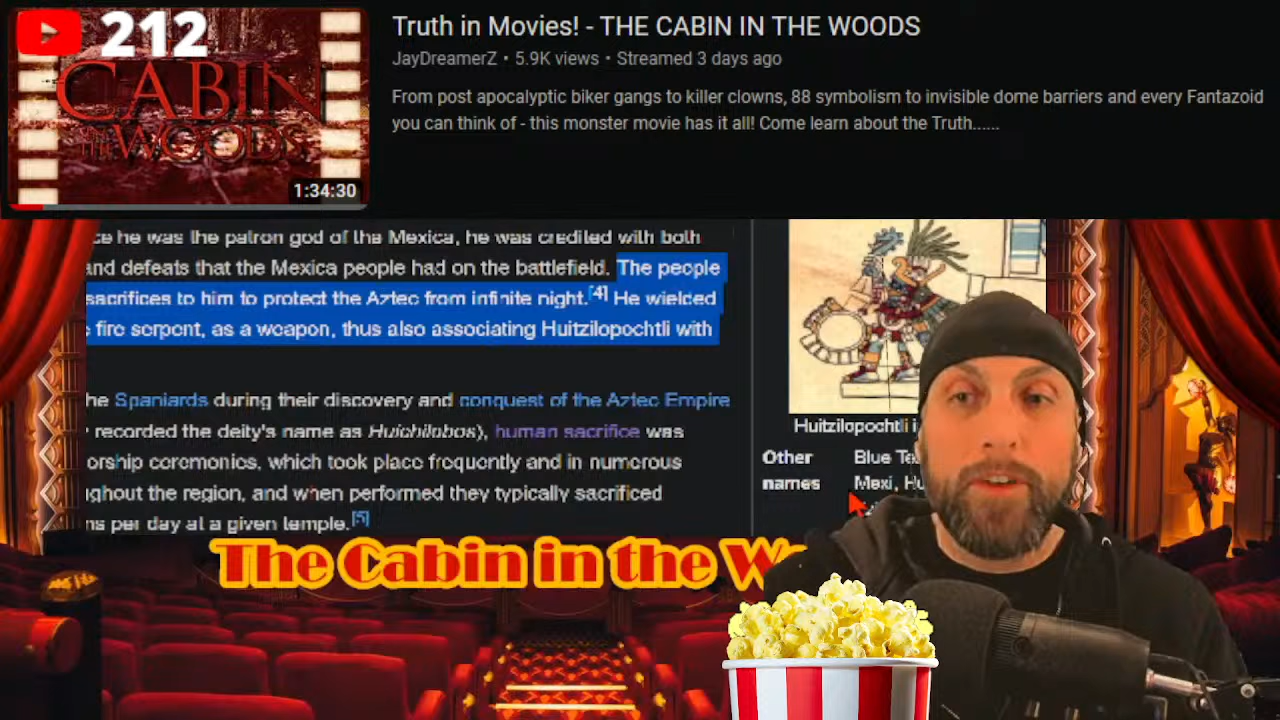 212
CABIN
IN THE WOODS
1:34:30
Truth in Movies! - THE CABIN IN THE WOODS
JayDreamerZ • 5.9K views • Streamed 3 days ago
From post apocalyptic biker gangs to killer clowns, 88 symbolism to invisible dome barriers and every Fantazoid
you can think of - this monster movie has it all! Come learn about the Truth......
he was the patron god of the Mexica, he was credited with both
and defeats that the Mexica people had on the battlefield. The people
sacrifices to him to protect the Aztec from infinite night.[4] He wielded
fire serpent, as a weapon, thus also associating Huitzilopochtli with
he Spaniards during their discovery and conquest of the Aztec Empire
recorded the deity's name as Huichilobos), human sacrifice was
orship ceremonies, which took place frequently and in numerous
ghout the region, and when performed they typically sacrificed
ns per day at a given temple.[5]
Huitzilopochtli i
Other
names
Blue Te
Mexi, Hu
The Cabin in the W